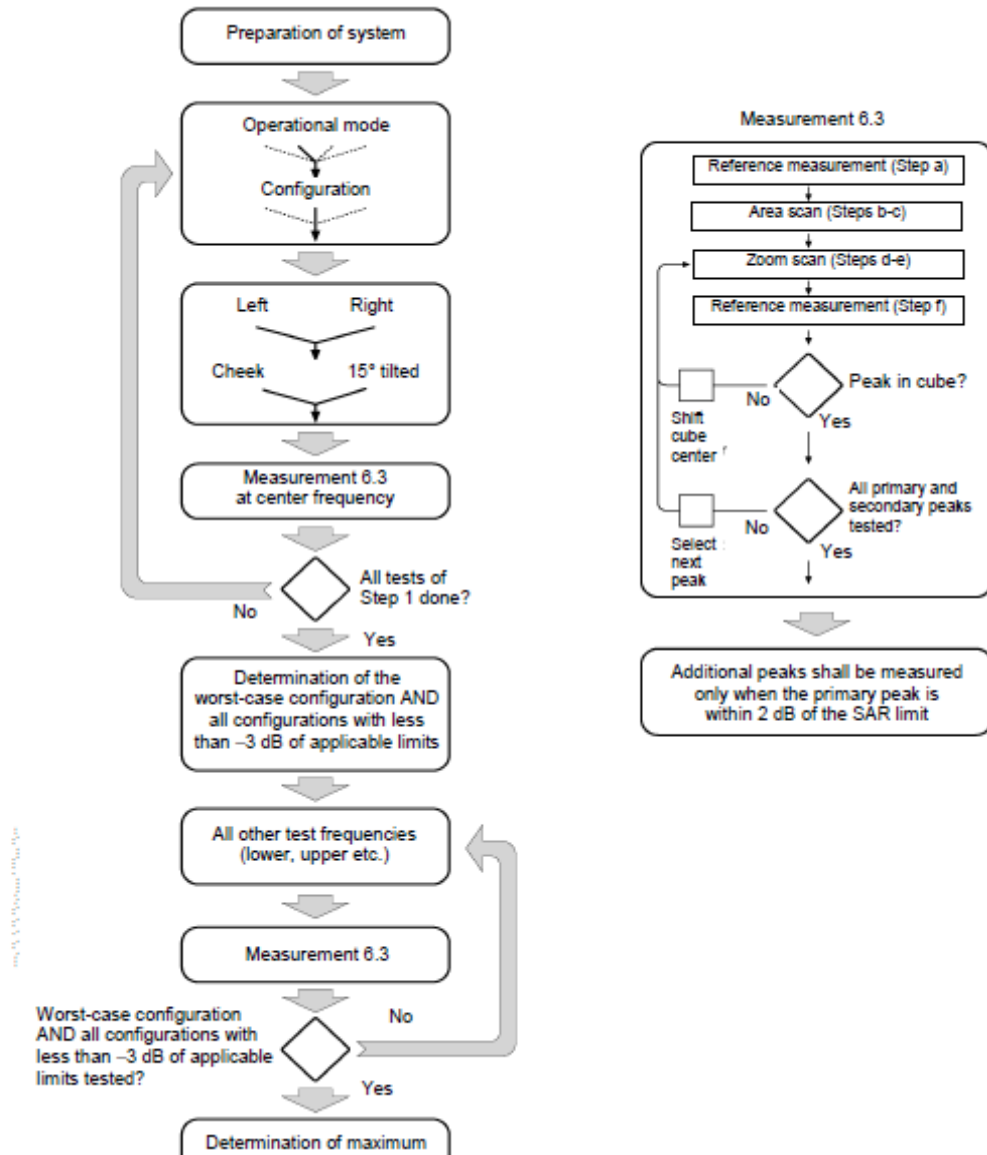 Preparation of system
Operational mode
Configuration
Left Right
Cheek 15° tilted
Measurement 6.3
at center frequency
All tests of
Step 1 done?
No
Yes
Determination of the
worst-case configuration AND
all configurations with less
than –3 dB of applicable limits
All other test frequencies
(lower, upper etc.)
Measurement 6.3
Worst-case configuration
AND all configurations with
less than –3 dB of applicable
limits tested?
No
Yes
Determination of maximum
Measurement 6.3
Reference measurement (Step a)
Area scan (Steps b-c)
Zoom scan (Steps d-e)
Reference measurement (Step f)
Peak in cube?
No
Yes
Shift
cube
center
All primary and
secondary peaks
tested?
No
Yes
Select
next
peak
Additional peaks shall be measured
only when the primary peak is
within 2 dB of the SAR limit